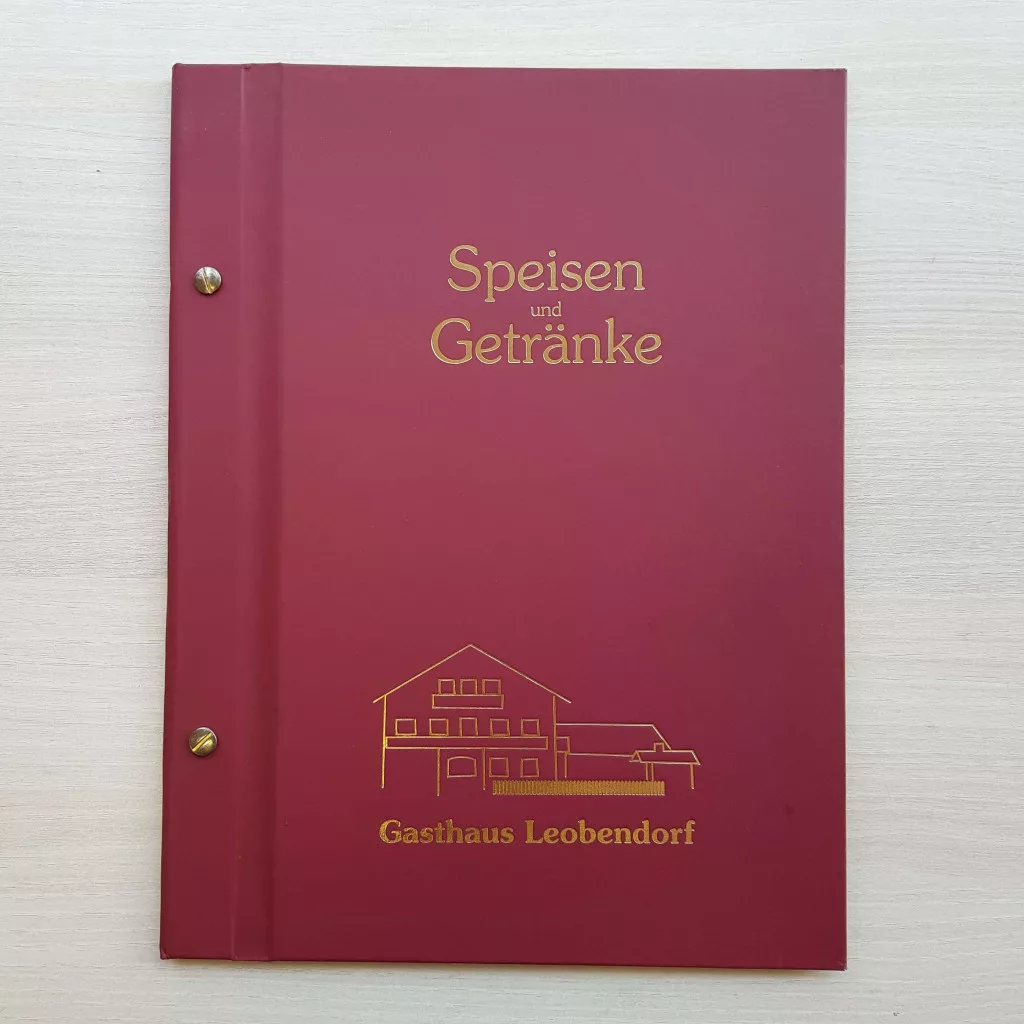 Speisen
und
Getränke
Gasthaus Leobendorf